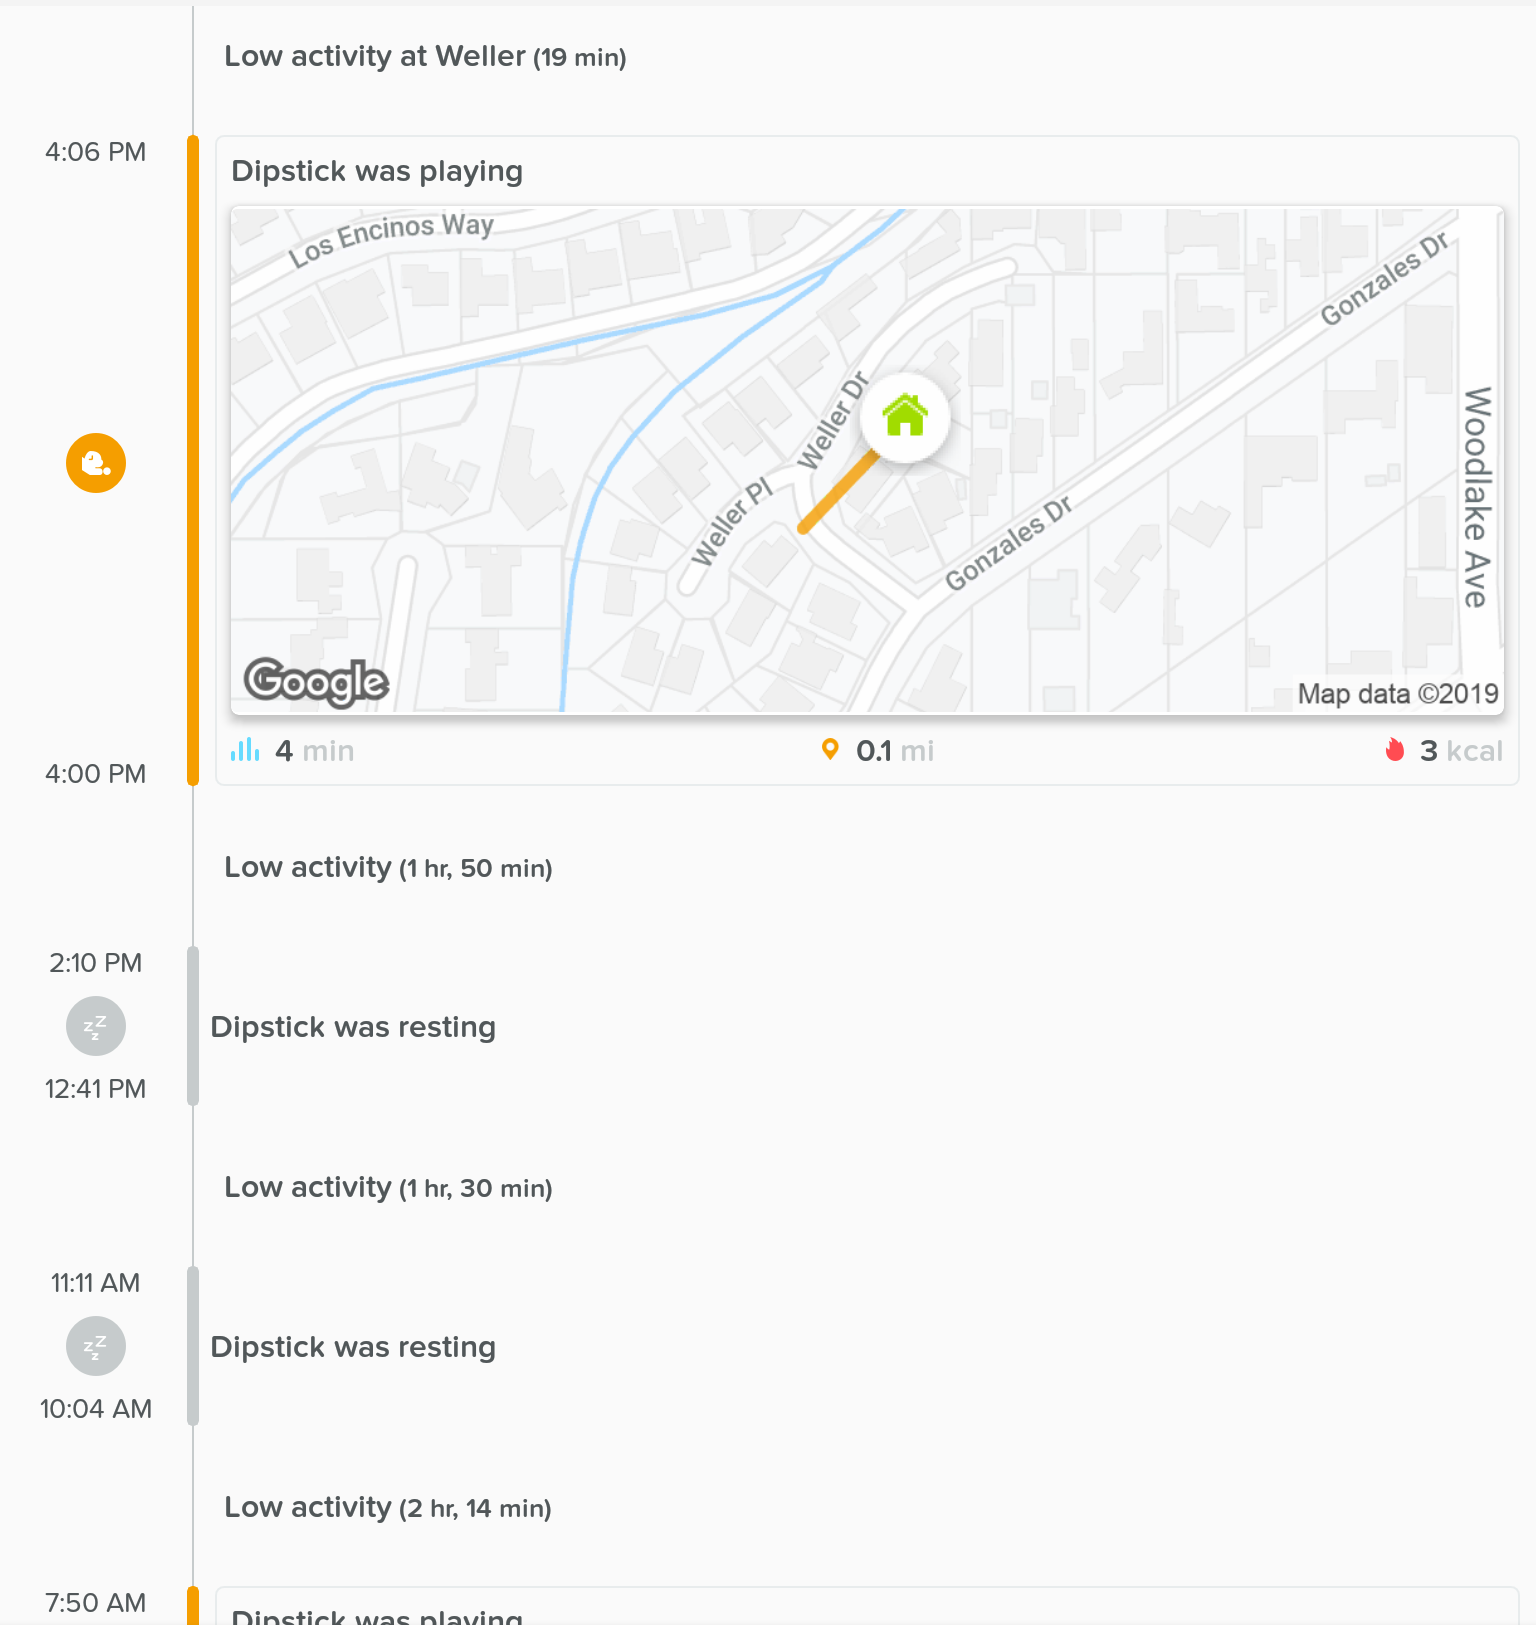 Low activity at Weller (19 min)
4:06 PM
Dipstick was playing
Los Encinos Way
Gonzales Dr
Weller Dr
Woodlake Ave
Weller Pl
Gonzales Dr
Google
Map data ©2019
4 min
0.1 mi
3 kcal
4:00 PM
Low activity (1 hr, 50 min)
2:10 PM
zzz
Dipstick was resting
12:41 PM
Low activity (1 hr, 30 min)
11:11 AM
zzz
Dipstick was resting
10:04 AM
Low activity (2 hr, 14 min)
7:50 AM
Dipstick was playing